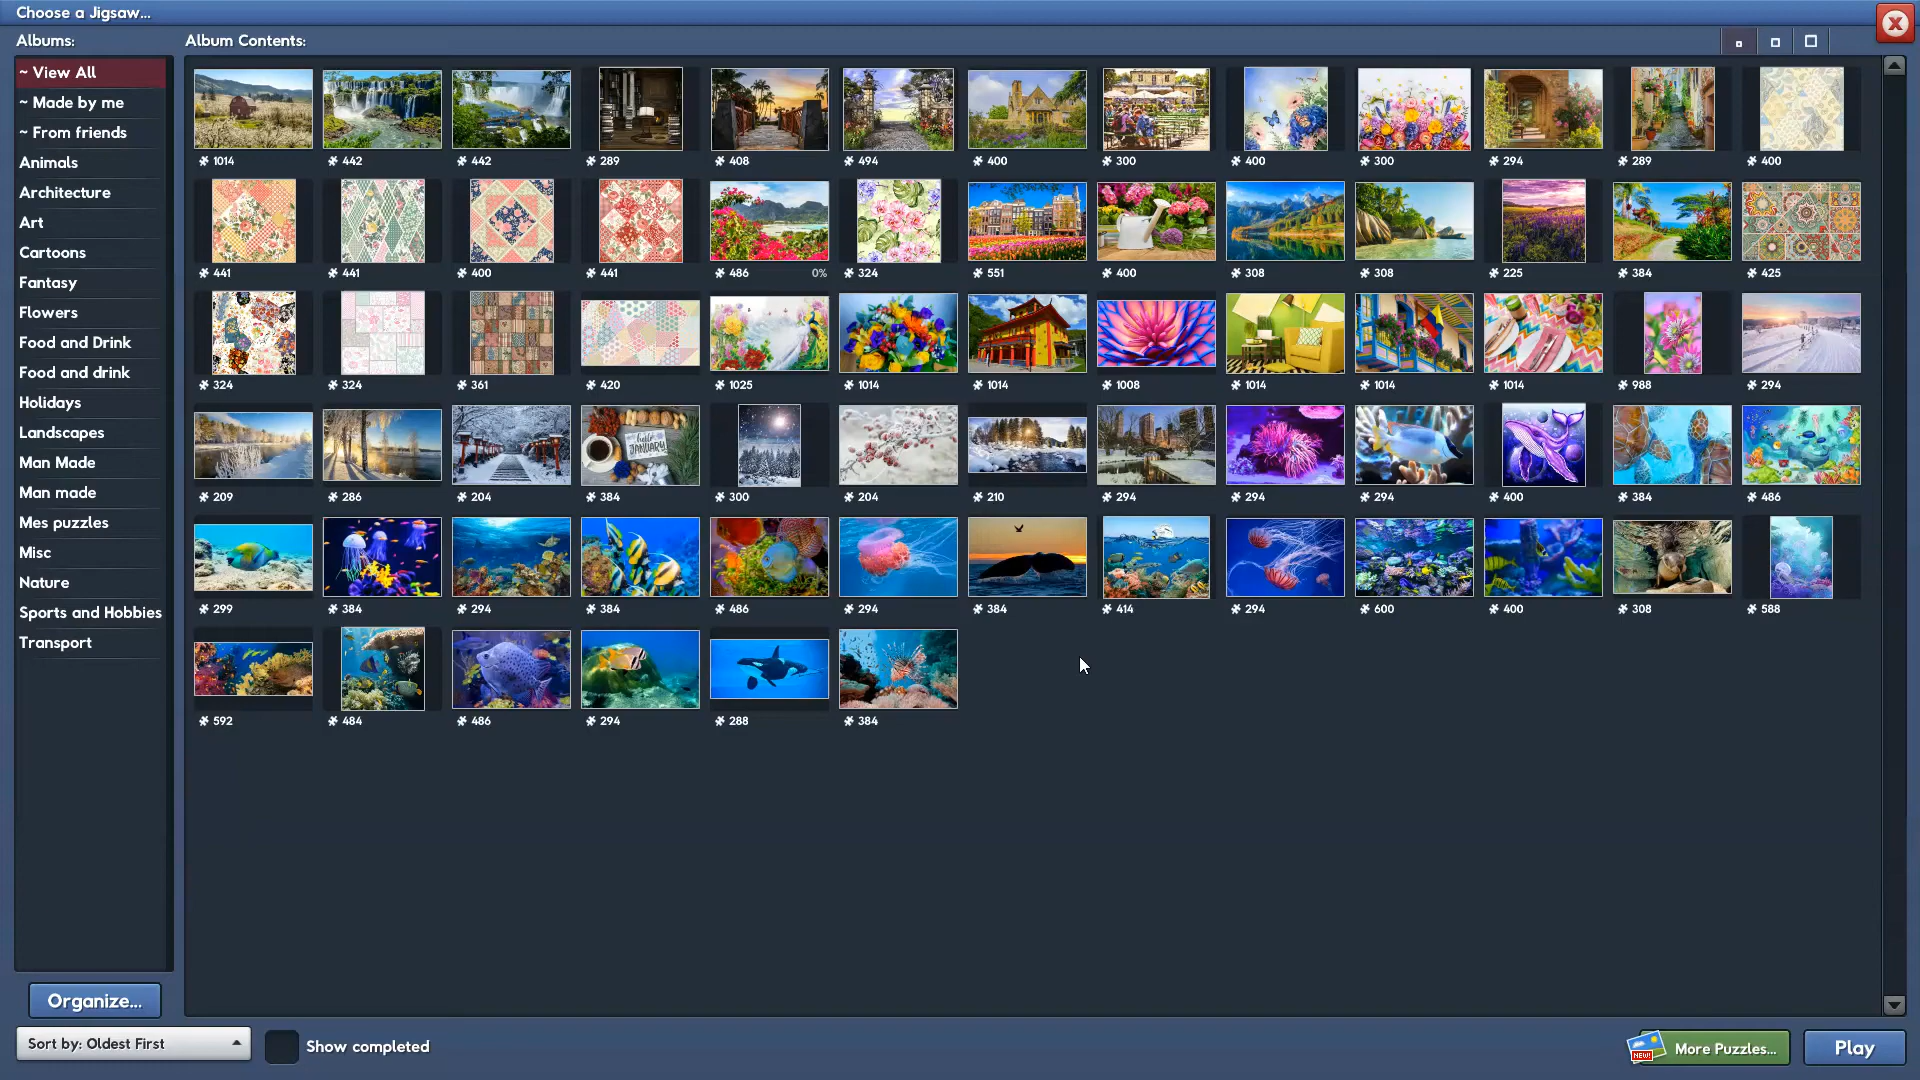 Choose a Jigsaw...
Albums:
Album Contents:
~ View All
~ Made by me
~ From friends
Animals
Architecture
Art
Cartoons
Fantasy
Flowers
Food and Drink
Food and drink
Holidays
Landscapes
Man Made
Man made
Mes puzzles
Misc
Nature
Sports and Hobbies
Transport
1014 442 442 289 408 494 400 300 400 300 294 289 400
441 441 400 441 486 0% 324 551 400 308 308 225 384 425
324 324 361 420 1025 1014 1014 1008 1014 1014 1014 988 294
hello
JANUARY
209 286 204 384 300 204 210 294 294 294 400 384 486
299 384 294 384 486 294 384 414 294 600 400 308 588
592 484 486 294 288 384
Organize...
Sort by: Oldest First
Show completed
NEW!
More Puzzles...
Play